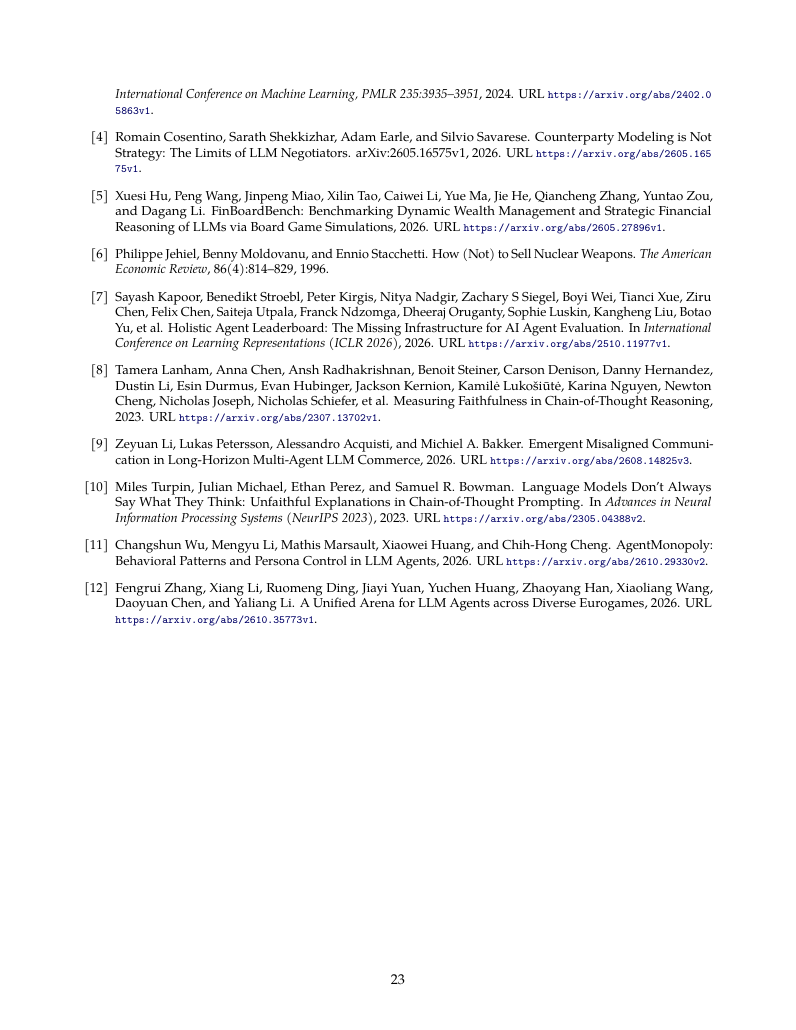 International Conference on Machine Learning, PMLR 235:3935–3951, 2024. URL https://arxiv.org/abs/2402.0
5863v1.
[4] Romain Cosentino, Sarath Shekkizhar, Adam Earle, and Silvio Savarese. Counterparty Modeling is Not
Strategy: The Limits of LLM Negotiators. arXiv:2605.16575v1, 2026. URL https://arxiv.org/abs/2605.165
75v1.
[5] Xuesi Hu, Peng Wang, Jinpeng Miao, Xilin Tao, Caiwei Li, Yue Ma, Jie He, Qiancheng Zhang, Yuntao Zou,
and Dagang Li. FinBoardBench: Benchmarking Dynamic Wealth Management and Strategic Financial
Reasoning of LLMs via Board Game Simulations, 2026. URL https://arxiv.org/abs/2605.27896v1.
[6] Philippe Jehiel, Benny Moldovanu, and Ennio Stacchetti. How (Not) to Sell Nuclear Weapons. The American
Economic Review, 86(4):814–829, 1996.
[7] Sayash Kapoor, Benedikt Stroebl, Peter Kirgis, Nitya Nadgir, Zachary S Siegel, Boyi Wei, Tianci Xue, Ziru
Chen, Felix Chen, Saiteja Utpala, Franck Ndzomga, Dheeraj Oruganty, Sophie Luskin, Kangheng Liu, Botao
Yu, et al. Holistic Agent Leaderboard: The Missing Infrastructure for AI Agent Evaluation. In International
Conference on Learning Representations (ICLR 2026), 2026. URL https://arxiv.org/abs/2510.11977v1.
[8] Tamera Lanham, Anna Chen, Ansh Radhakrishnan, Benoit Steiner, Carson Denison, Danny Hernandez,
Dustin Li, Esin Durmus, Evan Hubinger, Jackson Kernion, Kamilė Lukošiūtė, Karina Nguyen, Newton
Cheng, Nicholas Joseph, Nicholas Schiefer, et al. Measuring Faithfulness in Chain-of-Thought Reasoning,
2023. URL https://arxiv.org/abs/2307.13702v1.
[9] Zeyuan Li, Lukas Petersson, Alessandro Acquisti, and Michiel A. Bakker. Emergent Misaligned Communi-
cation in Long-Horizon Multi-Agent LLM Commerce, 2026. URL https://arxiv.org/abs/2608.14825v3.
[10] Miles Turpin, Julian Michael, Ethan Perez, and Samuel R. Bowman. Language Models Don't Always
Say What They Think: Unfaithful Explanations in Chain-of-Thought Prompting. In Advances in Neural
Information Processing Systems (NeurIPS 2023), 2023. URL https://arxiv.org/abs/2305.04388v2.
[11] Changshun Wu, Mengyu Li, Mathis Marsault, Xiaowei Huang, and Chih-Hong Cheng. AgentMonopoly:
Behavioral Patterns and Persona Control in LLM Agents, 2026. URL https://arxiv.org/abs/2610.29330v2.
[12] Fengrui Zhang, Xiang Li, Ruomeng Ding, Jiayi Yuan, Yuchen Huang, Zhaoyang Han, Xiaoliang Wang,
Daoyuan Chen, and Yaliang Li. A Unified Arena for LLM Agents across Diverse Eurogames, 2026. URL
https://arxiv.org/abs/2610.35773v1.
23